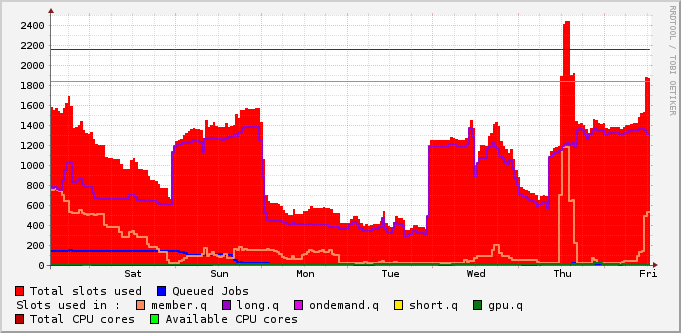 2400
2200
2000
1800
1600
1400
1200
1000
800
600
400
200
0
Sat Sun Mon Tue Wed Thu Fri
RRDTOOL / TOBI OETIKER
Total slots used Queued Jobs
Slots used in : member.q long.q ondemand.q short.q gpu.q
Total CPU cores Available CPU cores